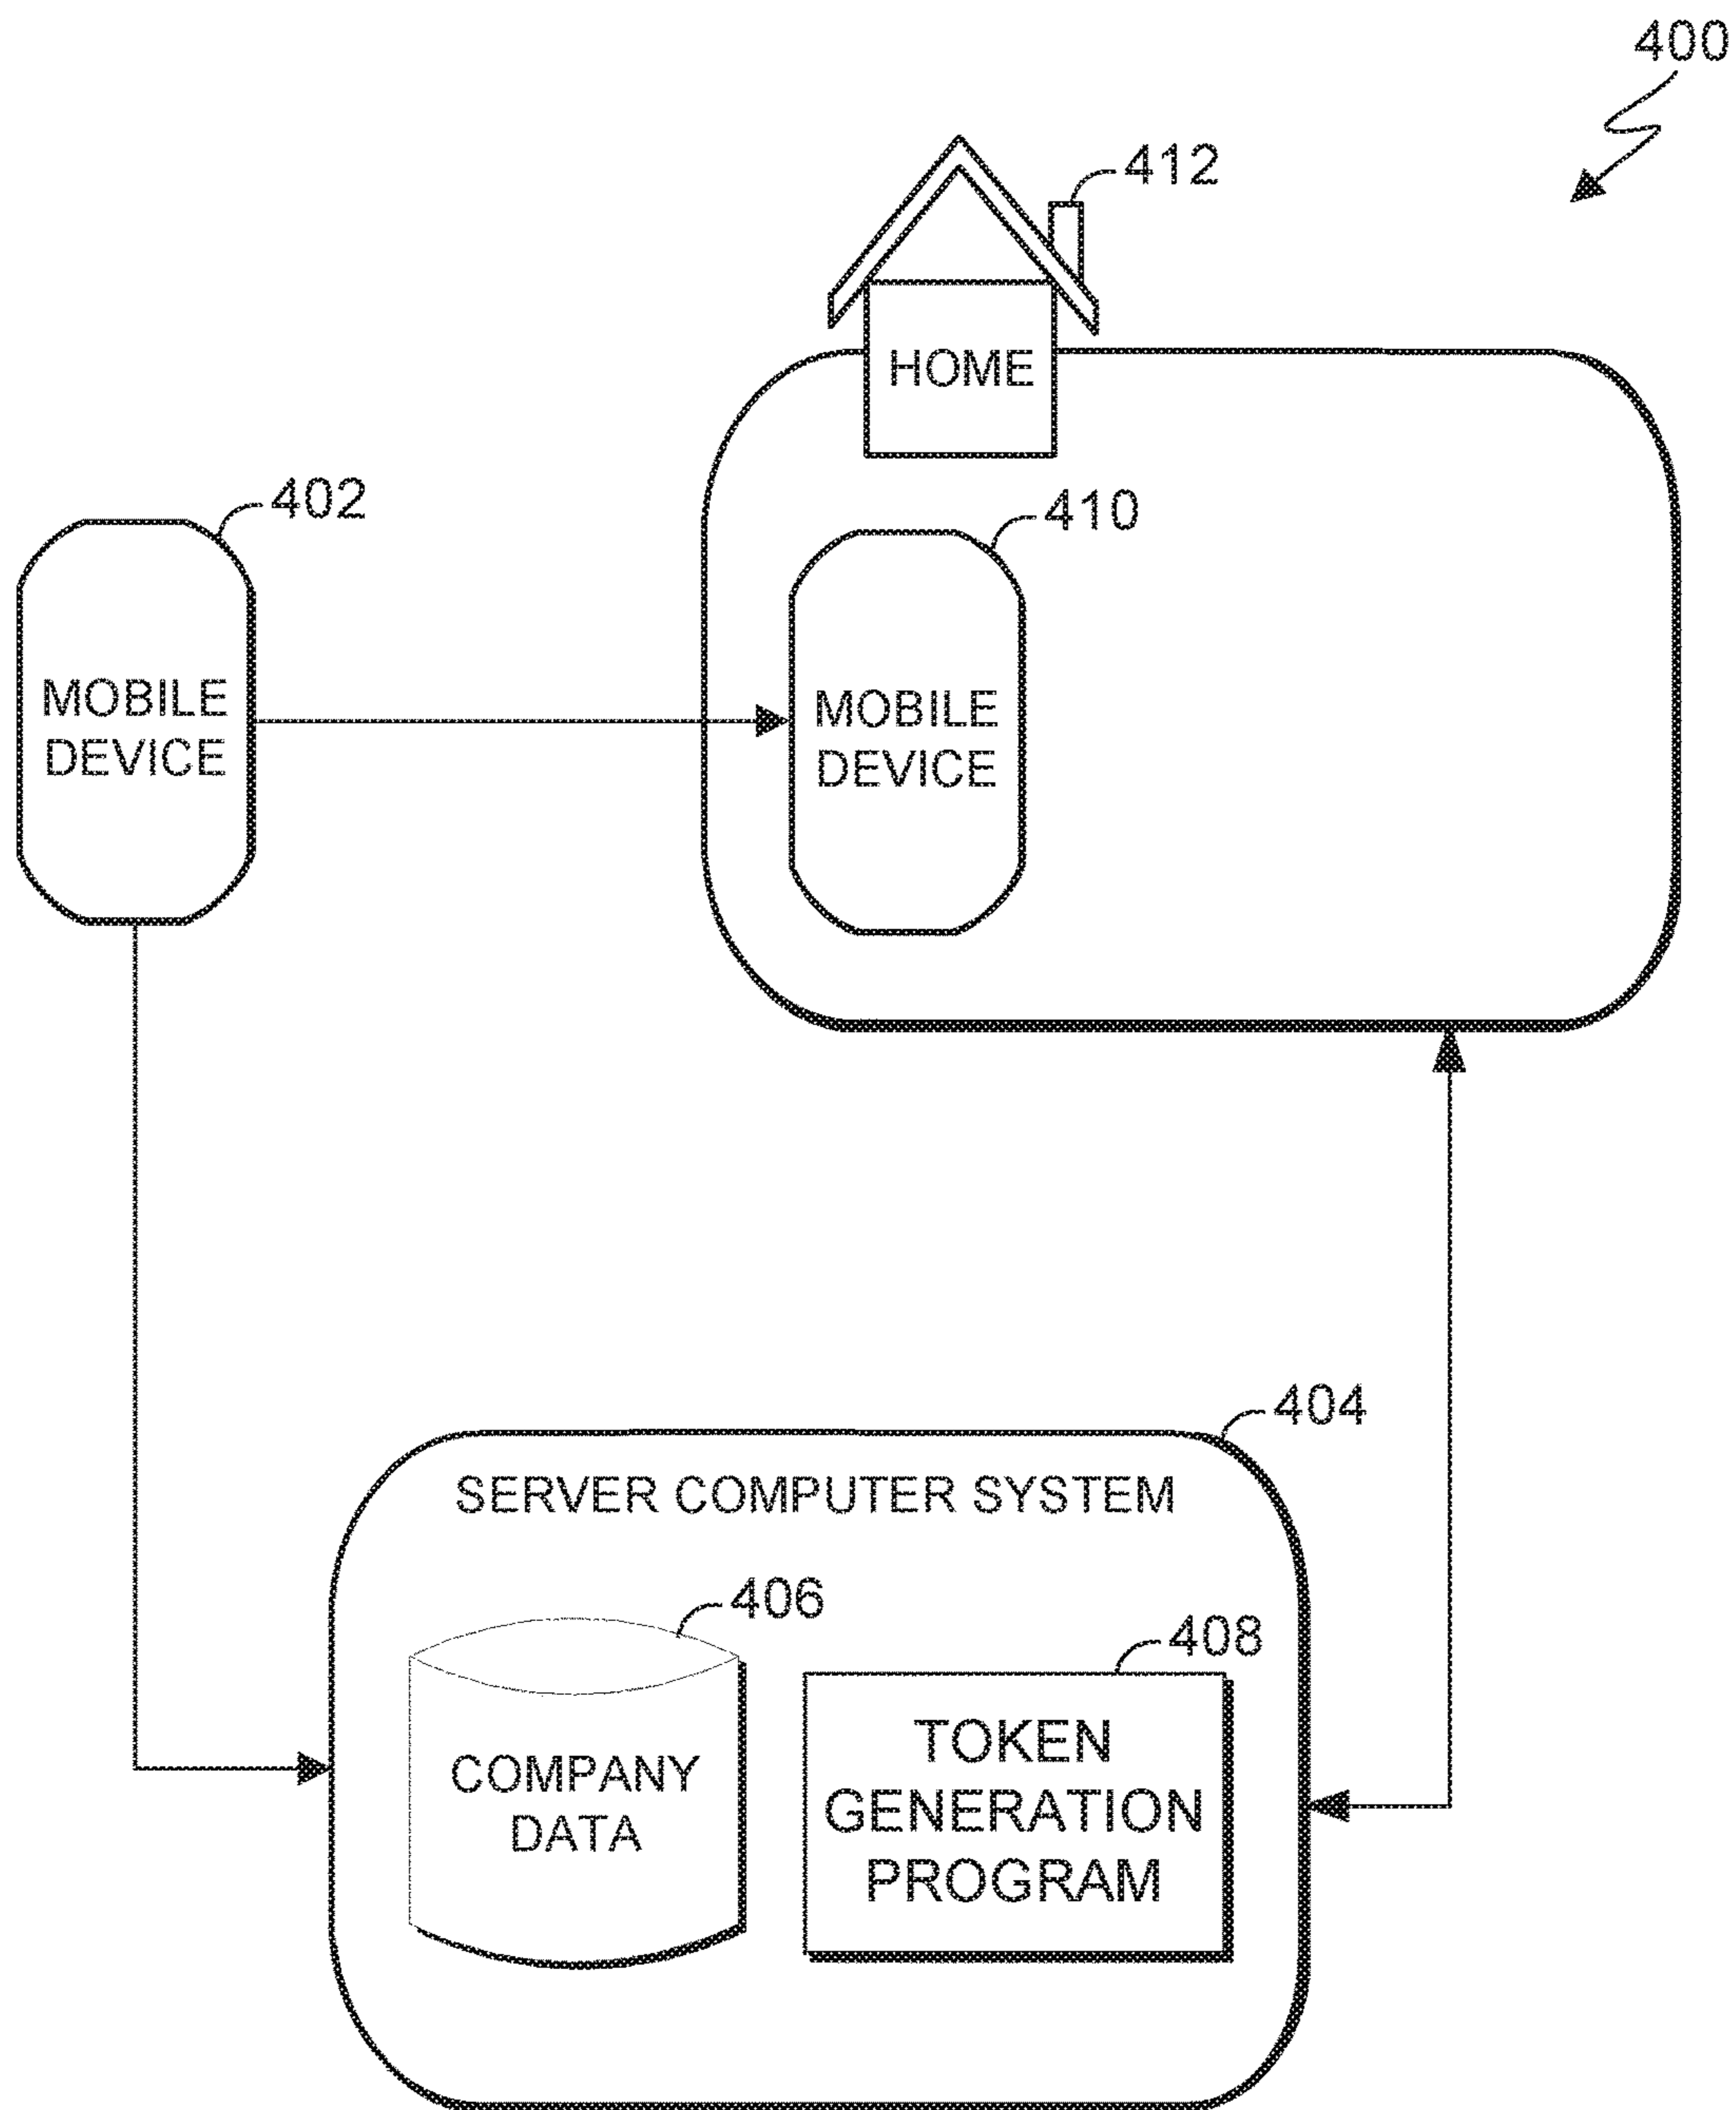 400
412
HOME
402
410
MOBILE
DEVICE
MOBILE
DEVICE
404
SERVER COMPUTER SYSTEM
406
408
COMPANY
DATA
TOKEN
GENERATION
PROGRAM